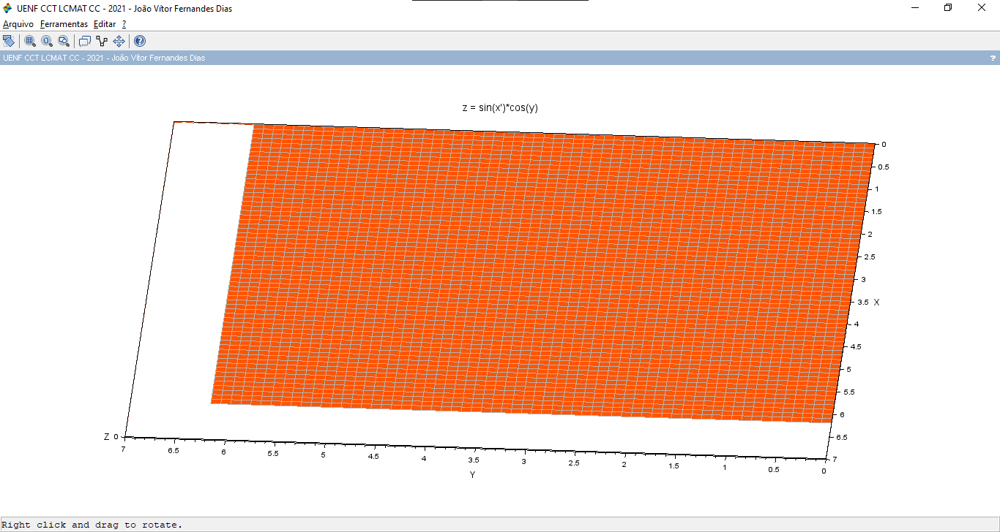 UENF CCT LCMAT CC - 2021 - João Vítor Fernandes Dias
Arquivo Ferramentas Editar ?
UENF CCT LCMAT CC - 2021 - João Vítor Fernandes Dias ?
z = sin(x')*cos(y)
0
0.5
1
1.5
2
2.5
3
3.5 X
4
4.5
5
5.5
6
6.5
7
Z 0
7 6.5 6 5.5 5 4.5 4 3.5 3 2.5 2 1.5 1 0.5 0
Y
Right click and drag to rotate.